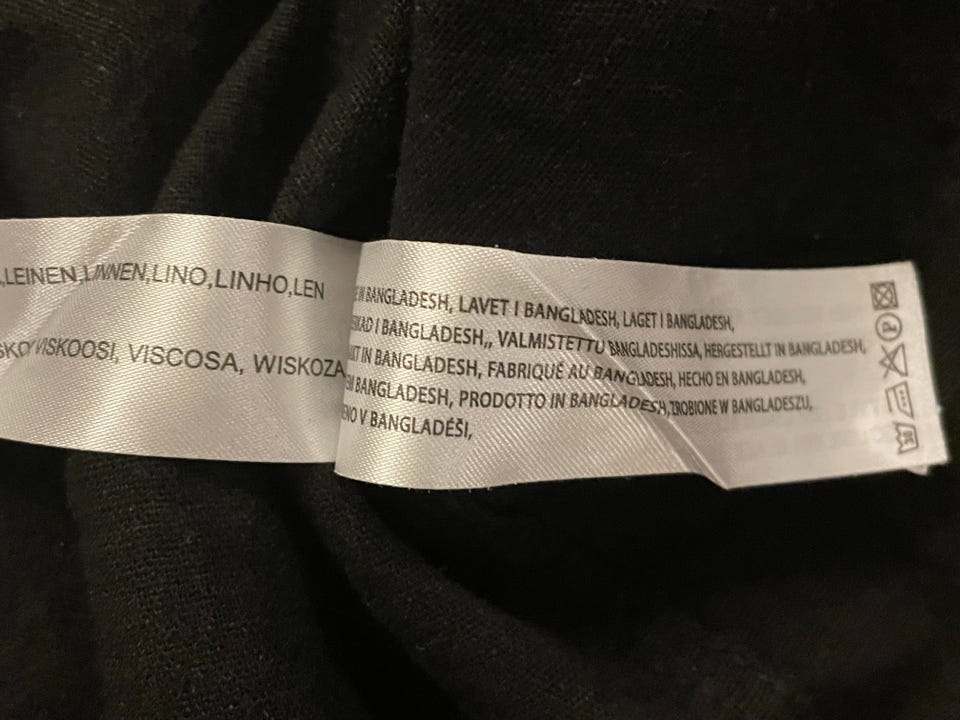 ,LEINEN,LINNEN,LINO,LINHO,LEN
VISKOOSI, VISCOSA, WISKOZA
BANGLADESH, LAVET I BANGLADESH, LAGET I BANGLADESH,
I BANGLADESH,, VALMISTETTU BANGLADESHISSA, HERGESTELLT IN BANGLADESH,
IN BANGLADESH, FABRIQUÉ AU BANGLADESH, HECHO EN BANGLADESH,
BANGLADESH, PRODOTTO IN BANGLADESH,ZROBIONE W BANGLADESZU,
V BANGLADÉŠI,
P